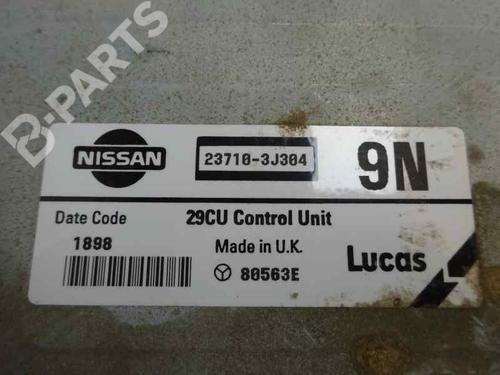 B-PARTS
NISSAN
23710-3J304
9N
Date Code
29CU Control Unit
1898
Made in U.K.
Lucas
80563E